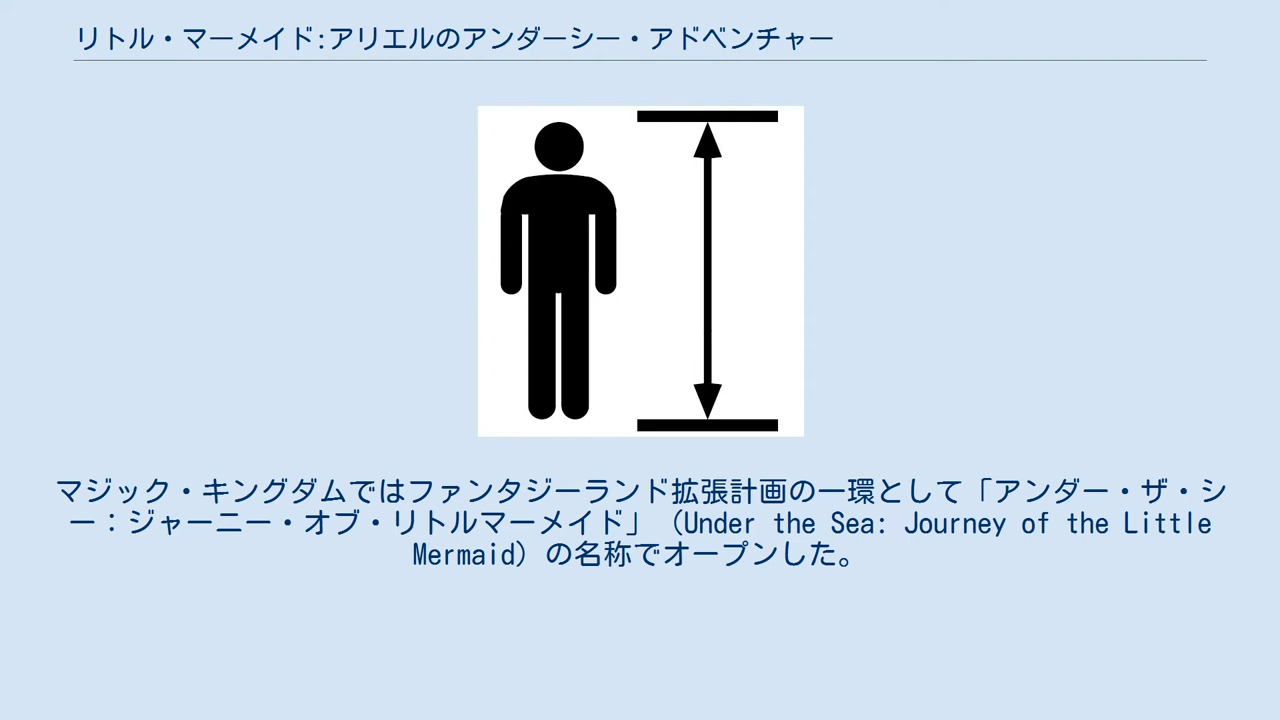 リトル・マーメイド:アリエルのアンダーシー・アドベンチャー
マジック・キングダムではファンタジーランド拡張計画の一環として「アンダー・ザ・シ
ー：ジャーニー・オブ・リトルマーメイド」（Under the Sea: Journey of the Little
Mermaid）の名称でオープンした。